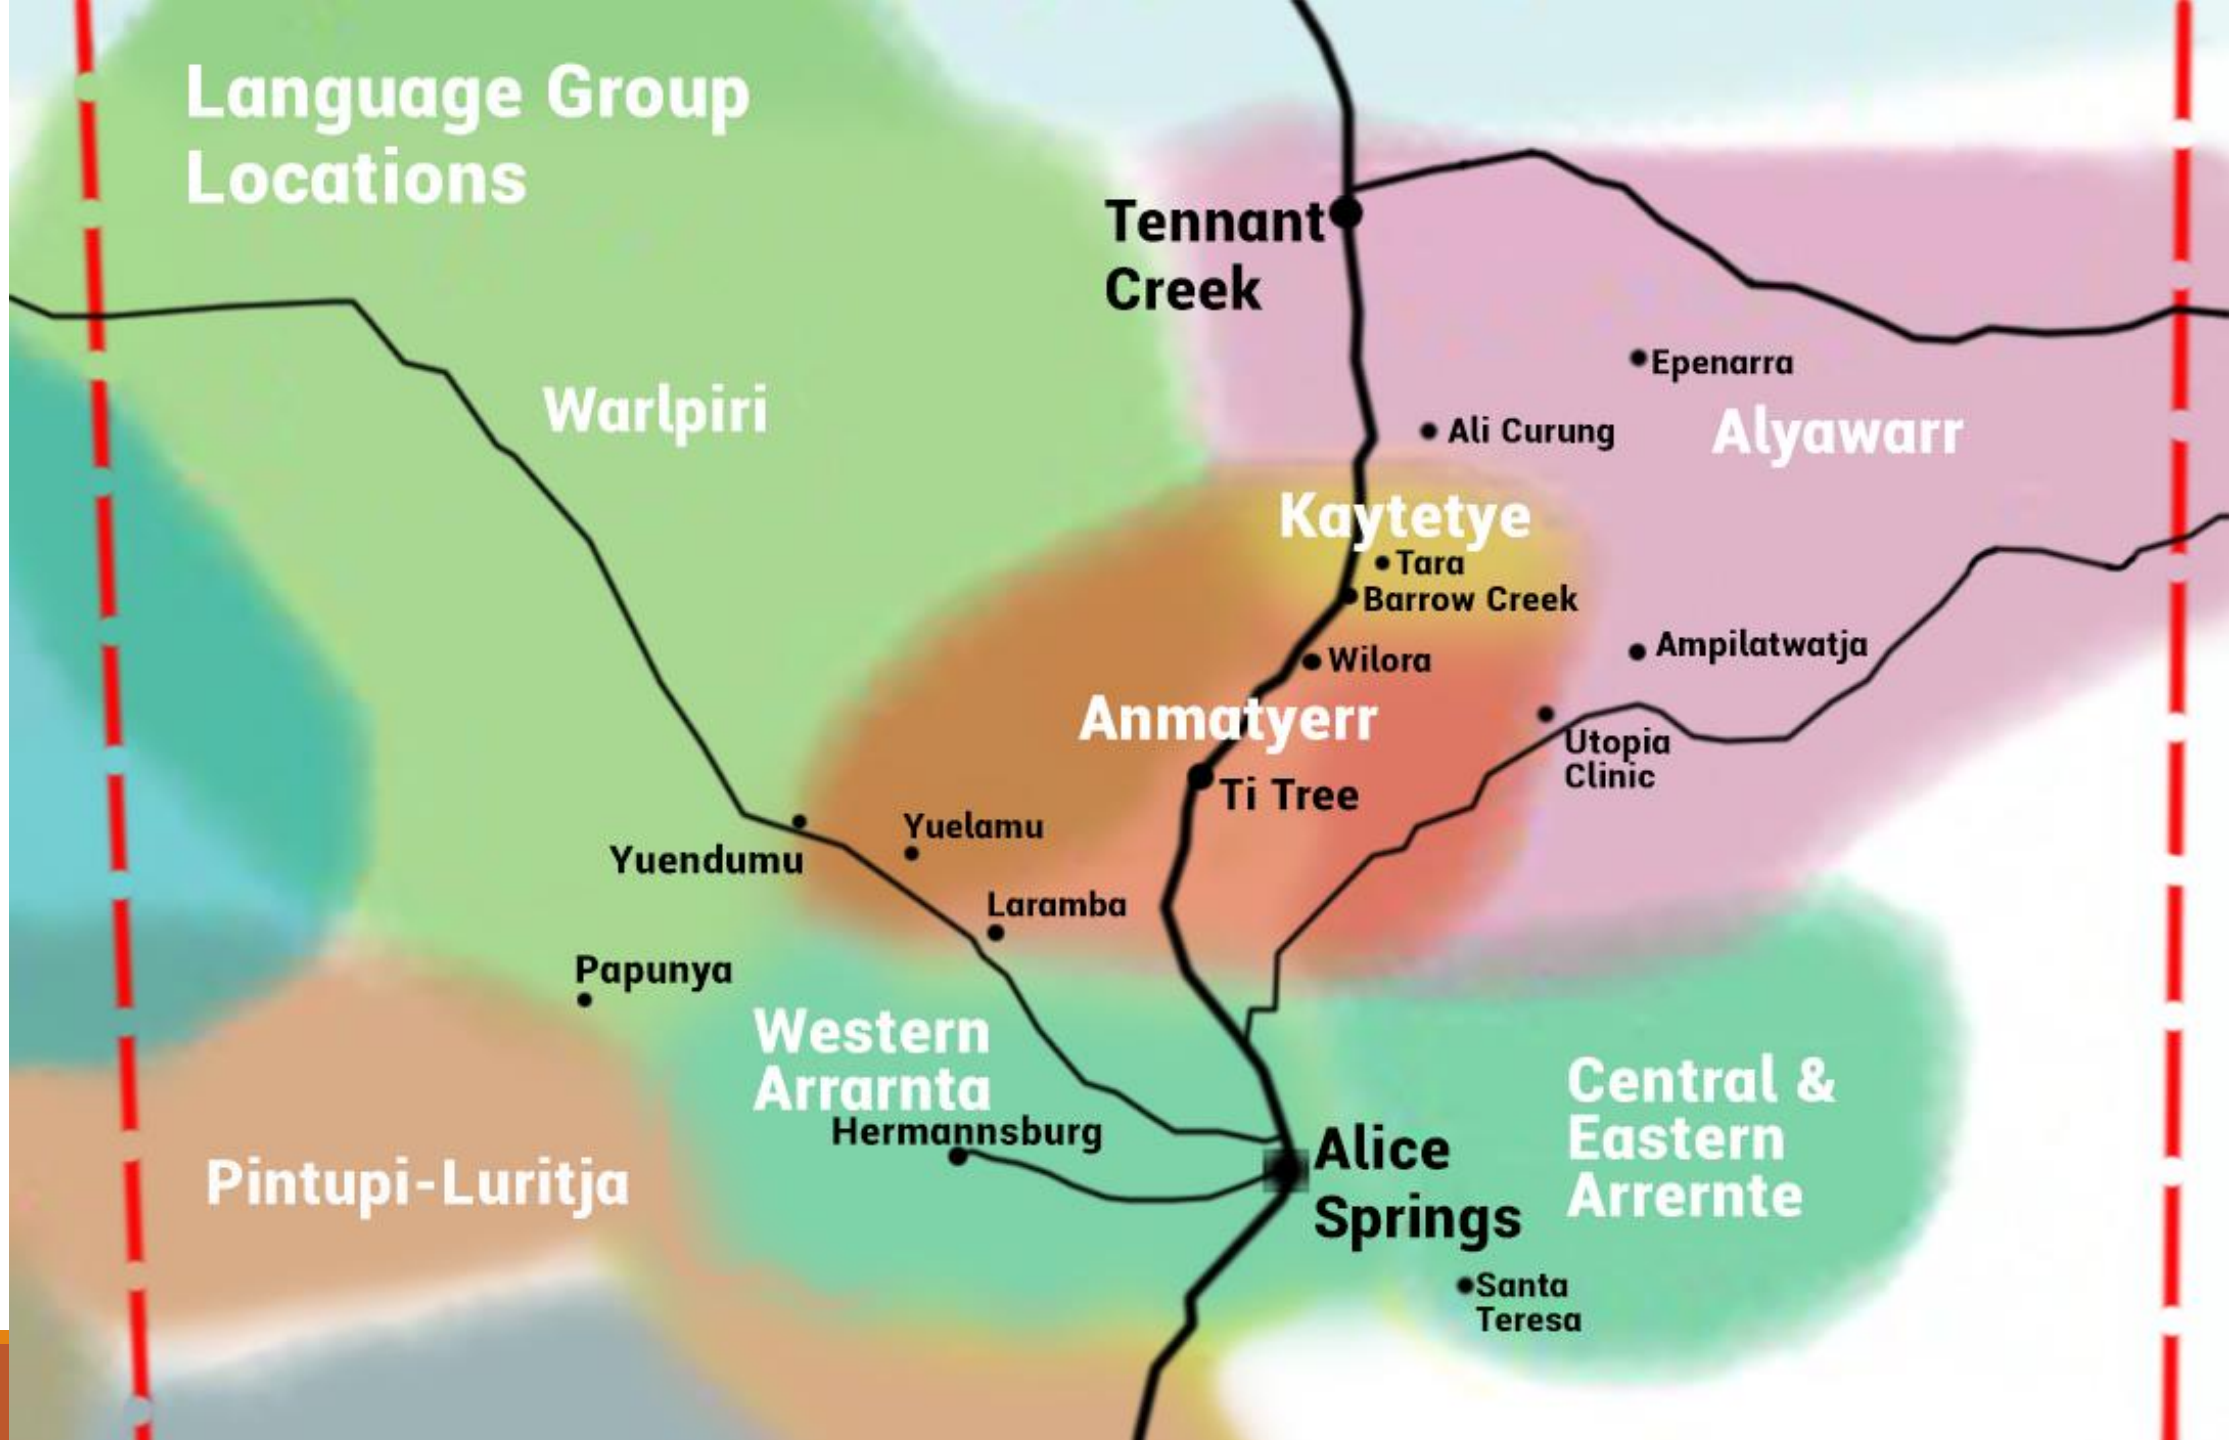 Language Group
Locations
Tennant
Creek
Epenarra
Warlpiri
Ali Curung
Alyawarr
Kaytetye
Tara
Barrow Creek
Ampilatwatja
Wilora
Anmatyerr
Utopia
Clinic
Ti Tree
Yuelamu
Yuendumu
Laramba
Papunya
Western
Arrarnta
Hermannsburg
Central &
Eastern
Arrernte
Alice
Springs
Pintupi-Luritja
Santa
Teresa